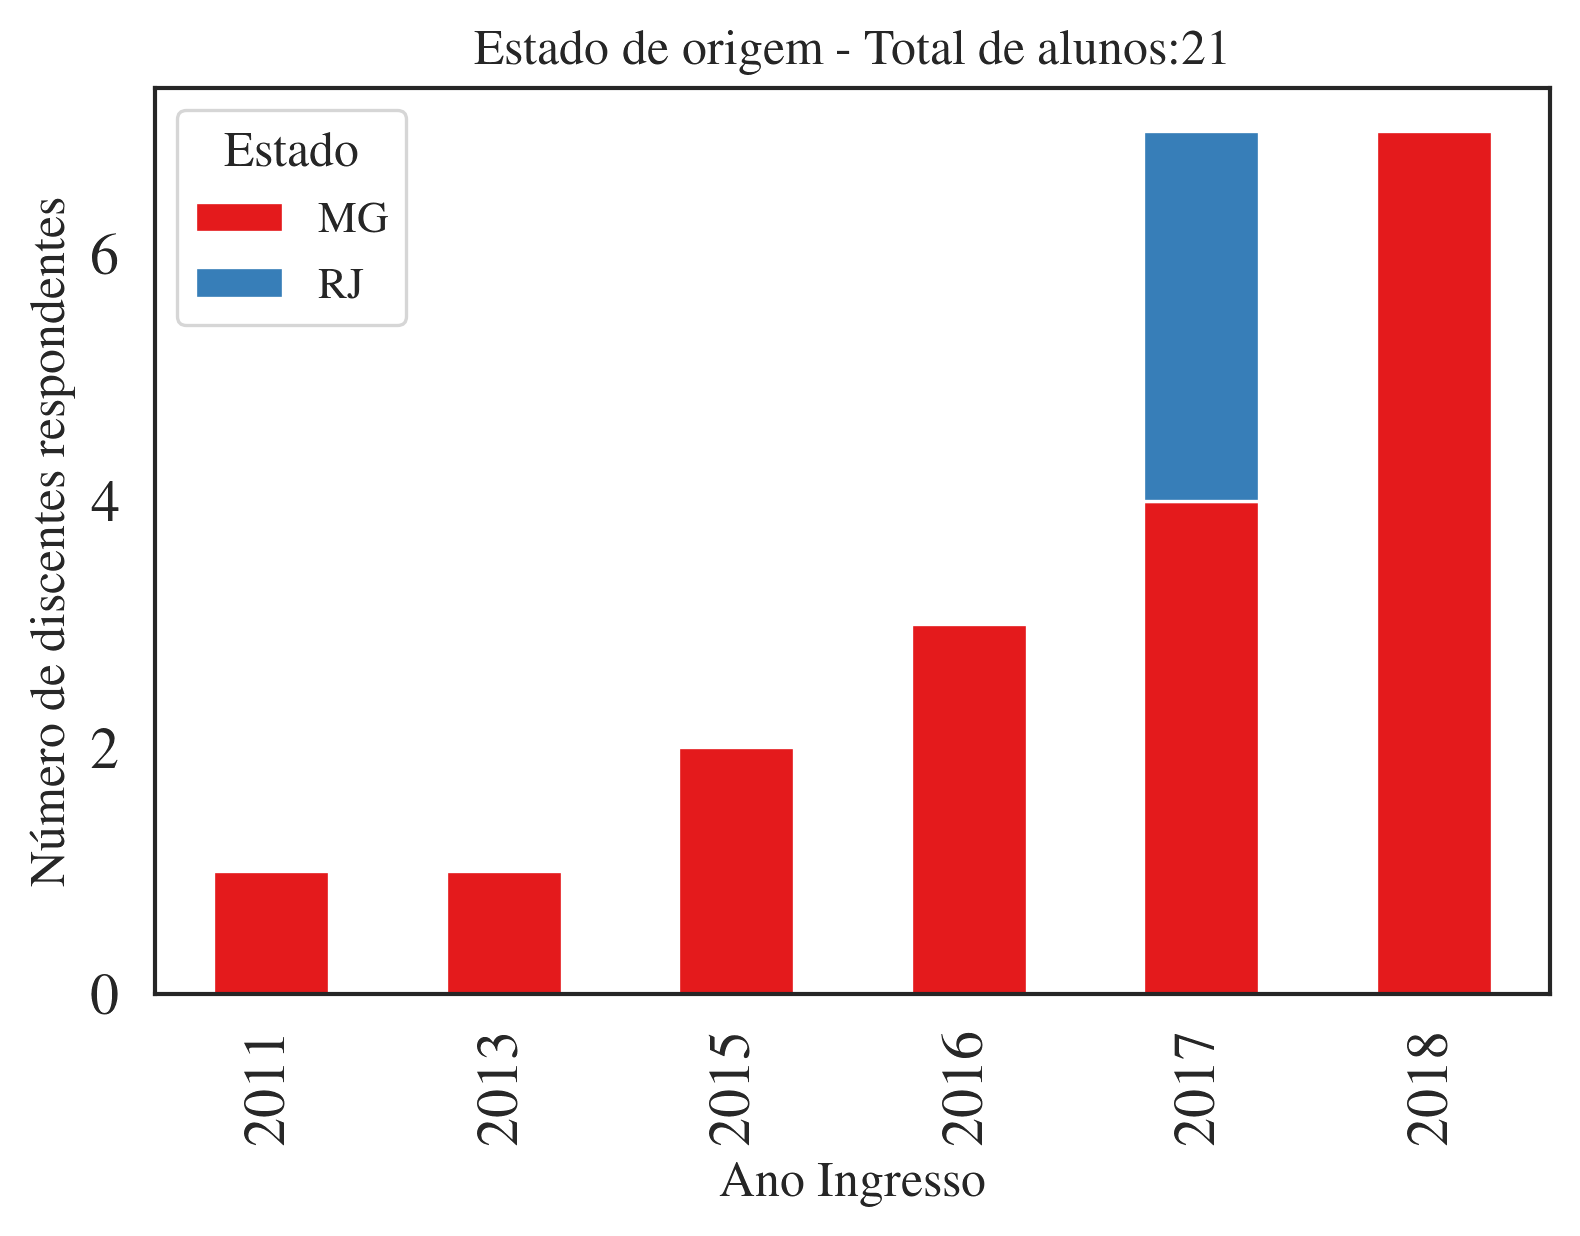 Estado de origem - Total de alunos:21
Estado
MG
RJ
Número de discentes respondentes
6
4
2
0
2011
2013
2015
2016
2017
2018
Ano Ingresso